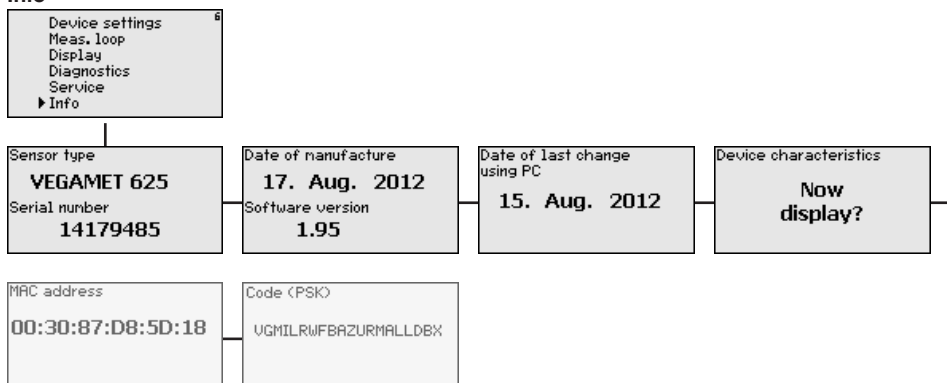 Info
Device settings
6
Meas. loop
Display
Diagnostics
Service
Info
Sensor type
VEGAMET 625
Serial number
14179485
Date of manufacture
17. Aug. 2012
Software version
1.95
Date of last change
using PC
15. Aug. 2012
Device characteristics
Now
display?
MAC address
00:30:87:D8:5D:18
Code (PSK)
VGMILRWFBAZURMALLDBX